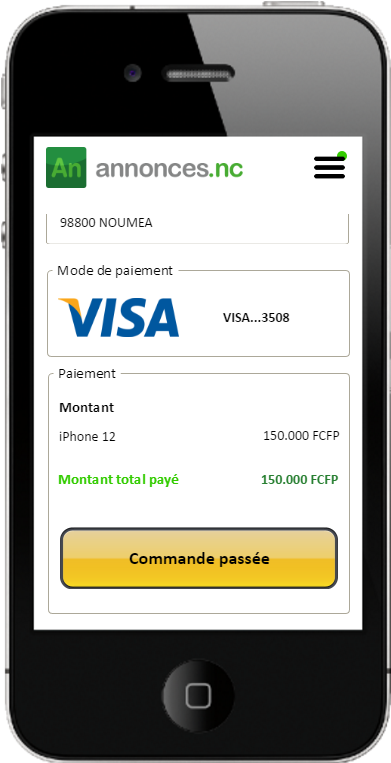 An annonces.nc
98800 NOUMEA
Mode de paiement
VISA VISA...3508
Paiement
Montant
iPhone 12 150.000 FCFP
Montant total payé 150.000 FCFP
Commande passée